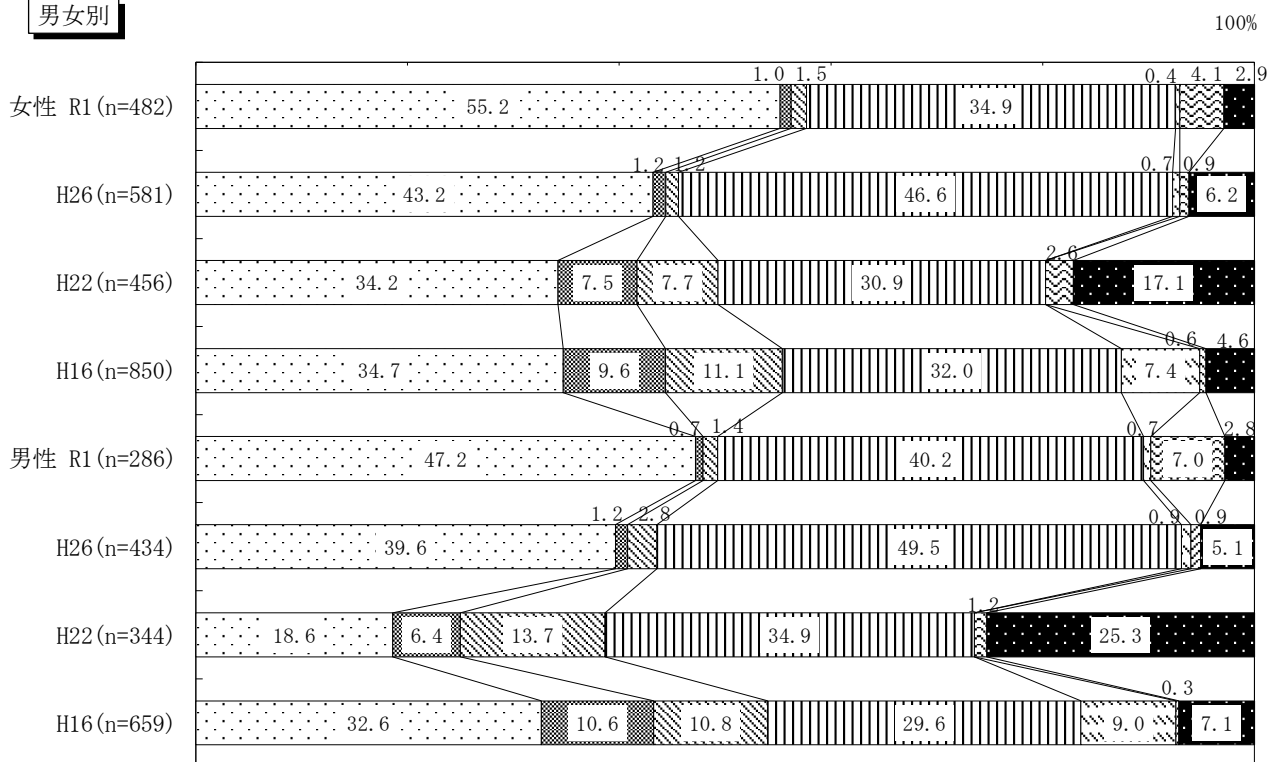 男女別
100%
1.0 1.5 0.4 4.1 2.9
女性 R1(n=482) 55.2 34.9
1.2 1.2 0.7 0.9
H26(n=581) 43.2 46.6 6.2
2.6
H22(n=456) 34.2 7.5 7.7 30.9 17.1
0.6 4.6
H16(n=850) 34.7 9.6 11.1 32.0 7.4
0.7 1.4 0.7 2.8
男性 R1(n=286) 47.2 40.2 7.0
1.2 2.8 0.9 0.9
H26(n=434) 39.6 49.5 5.1
1.2
H22(n=344) 18.6 6.4 13.7 34.9 25.3
0.3
H16(n=659) 32.6 10.6 10.8 29.6 9.0 7.1